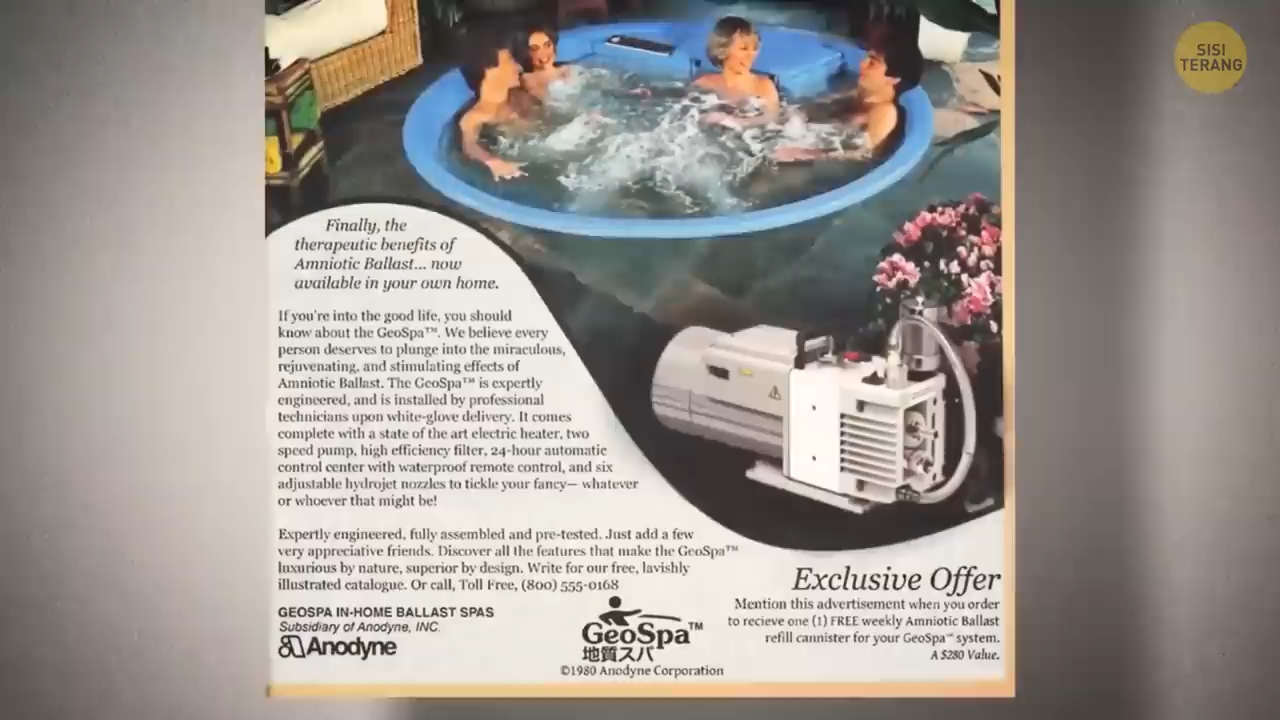 SISI
TERANG
Finally, the
therapeutic benefits of
Amniotic Ballast... now
available in your own home.
If you're into the good life, you should
know about the GeoSpa™. We believe every
person deserves to plunge into the miraculous,
rejuvenating, and stimulating effects of
Amniotic Ballast. The GeoSpa™ is expertly
engineered, and is installed by professional
technicians upon white-glove delivery. It comes
complete with a state of the art electric heater, two
speed pump, high efficiency filter, 24-hour automatic
control center with waterproof remote control, and six
adjustable hydrojet nozzles to tickle your fancy— whatever
or whoever that might be!
Expertly engineered, fully assembled and pre-tested. Just add a few
very appreciative friends. Discover all the features that make the GeoSpa™
luxurious by nature, superior by design. Write for our free, lavishly
illustrated catalogue. Or call, Toll Free, (800) 555-0168
GEOSPA IN-HOME BALLAST SPAS
Subsidiary of Anodyne, INC.
Anodyne
GeoSpa™
地質スパ
©1980 Anodyne Corporation
Exclusive Offer
Mention this advertisement when you order
to recieve one (1) FREE weekly Amniotic Ballast
refill cannister for your GeoSpa™ system.
A $280 Value.